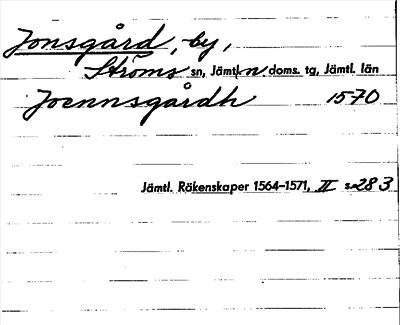 Jonsgård, by,
Ströms sn, Jämtl n doms. tg, Jämtl. län
Joennsgårdh 1570
Jämtl. Räkenskaper 1564–1571, II s. 283